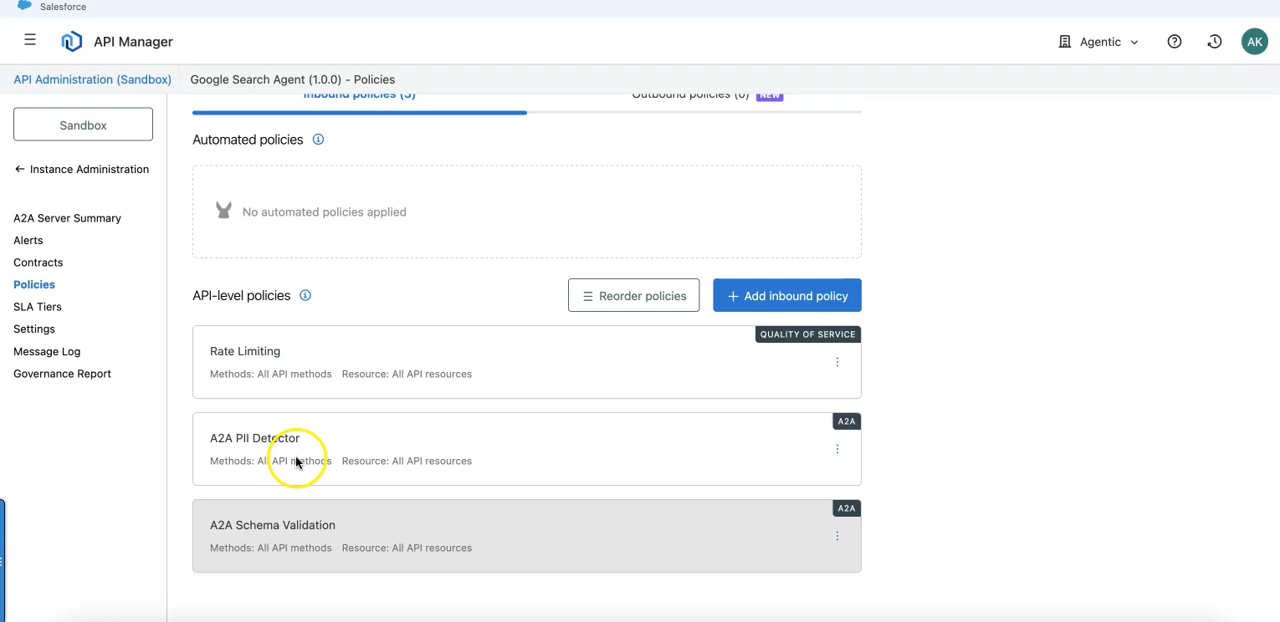 Salesforce
API Manager
Agentic
AK
API Administration (Sandbox)
Google Search Agent (1.0.0) - Policies
Inbound policies (3)
Outbound policies (0)
NEW
Sandbox
Instance Administration
A2A Server Summary
Alerts
Contracts
Policies
SLA Tiers
Settings
Message Log
Governance Report
Automated policies
No automated policies applied
API-level policies
Reorder policies
+ Add inbound policy
QUALITY OF SERVICE
Rate Limiting
Methods: All API methods Resource: All API resources
A2A
A2A PII Detector
Methods: All API methods Resource: All API resources
A2A
A2A Schema Validation
Methods: All API methods Resource: All API resources